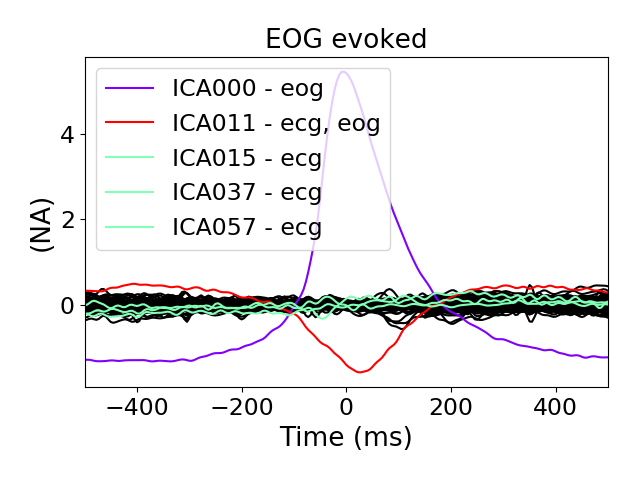 EOG evoked
ICA000 - eog
ICA011 - ecg, eog
ICA015 - ecg
ICA037 - ecg
ICA057 - ecg
4
2
0
(NA)
−400 −200 0 200 400
Time (ms)